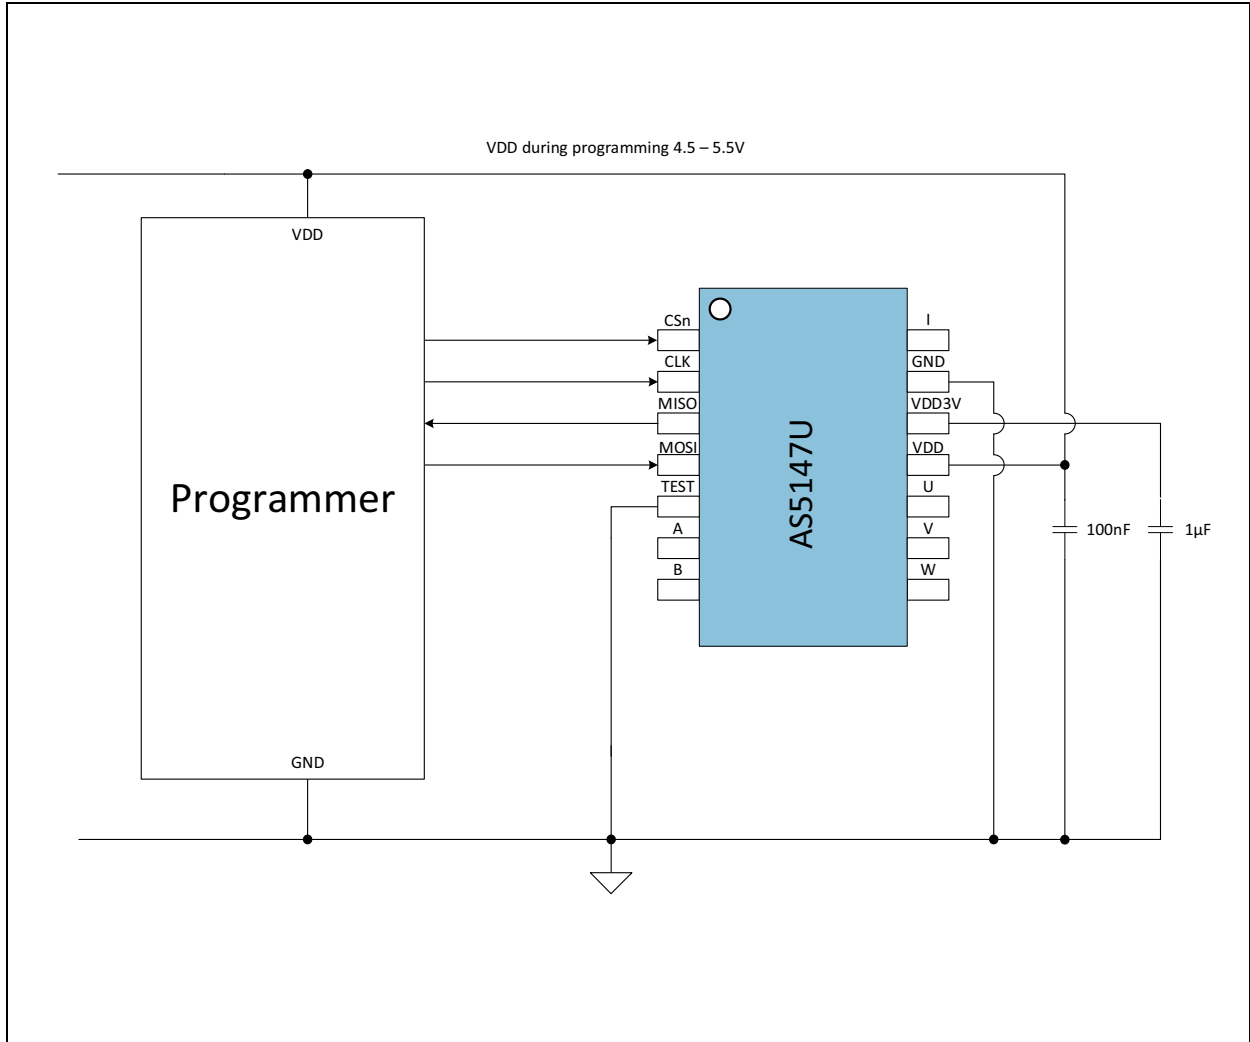 VDD during programming 4.5 – 5.5V
VDD
Programmer
GND
CSn
CLK
MISO
MOSI
TEST
A
B
AS5147U
I
GND
VDD3V
VDD
U
V
W
100nF
1µF